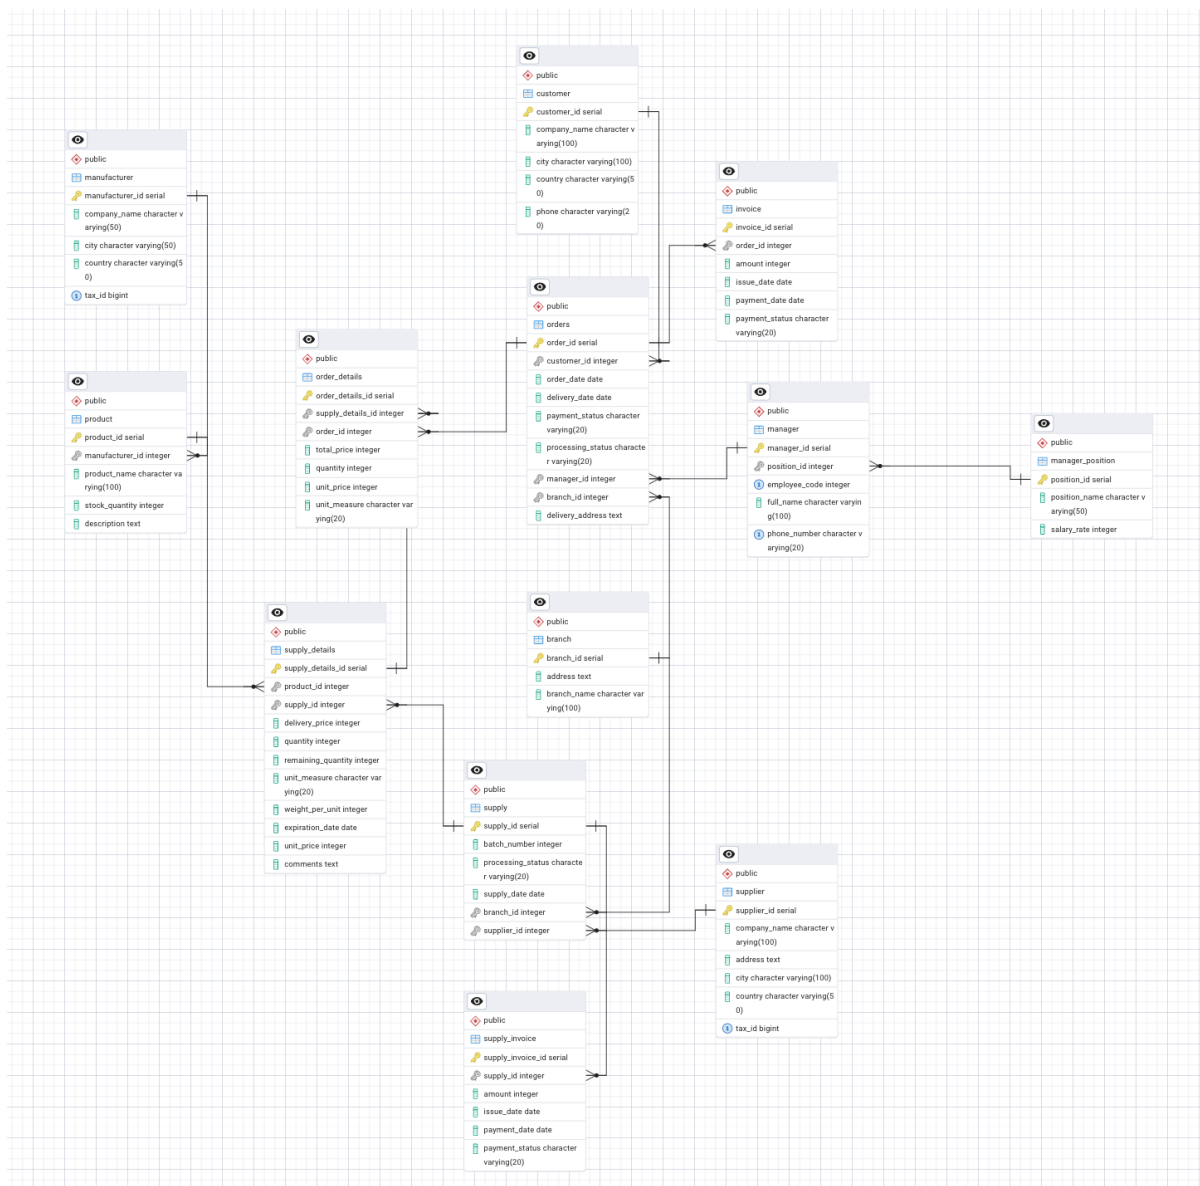 public
customer
customer_id serial
company_name character v
arying(100)
city character varying(100)
country character varying(5
0)
phone character varying(2
0)
public
manufacturer
manufacturer_id serial
company_name character v
arying(50)
city character varying(50)
country character varying(5
0)
tax_id bigint
public
invoice
invoice_id serial
order_id integer
amount integer
issue_date date
payment_date date
payment_status character
varying(20)
public
orders
order_id serial
customer_id integer
order_date date
delivery_date date
payment_status character
varying(20)
processing_status characte
r varying(20)
manager_id integer
branch_id integer
delivery_address text
public
order_details
order_details_id serial
supply_details_id integer
order_id integer
total_price integer
quantity integer
unit_price integer
unit_measure character var
ying(20)
public
product
product_id serial
manufacturer_id integer
product_name character va
rying(100)
stock_quantity integer
description text
public
manager
manager_id serial
position_id integer
employee_code integer
full_name character varyin
g(100)
phone_number character v
arying(20)
public
manager_position
position_id serial
position_name character v
arying(50)
salary_rate integer
public
branch
branch_id serial
address text
branch_name character var
ying(100)
public
supply_details
supply_details_id serial
product_id integer
supply_id integer
delivery_price integer
quantity integer
remaining_quantity integer
unit_measure character var
ying(20)
weight_per_unit integer
expiration_date date
unit_price integer
comments text
public
supply
supply_id serial
batch_number integer
processing_status characte
r varying(20)
supply_date date
branch_id integer
supplier_id integer
public
supplier
supplier_id serial
company_name character v
arying(100)
address text
city character varying(100)
country character varying(5
0)
tax_id bigint
public
supply_invoice
supply_invoice_id serial
supply_id integer
amount integer
issue_date date
payment_date date
payment_status character
varying(20)